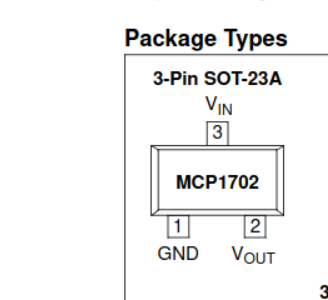 Package Types
3-Pin SOT-23A
VIN
3
MCP1702
1 2
GND VOUT
3